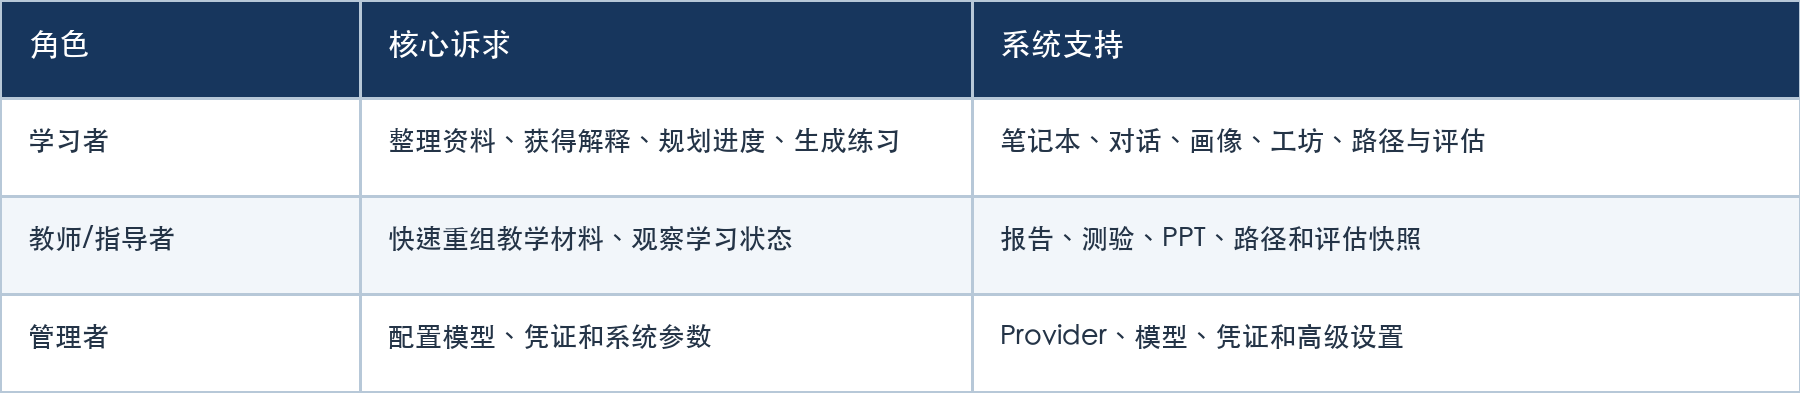 角色 核心诉求 系统支持
学习者 整理资料、获得解释、规划进度、生成练习 笔记本、对话、画像、工坊、路径与评估
教师/指导者 快速重组教学材料、观察学习状态 报告、测验、PPT、路径和评估快照
管理者 配置模型、凭证和系统参数 Provider、模型、凭证和高级设置